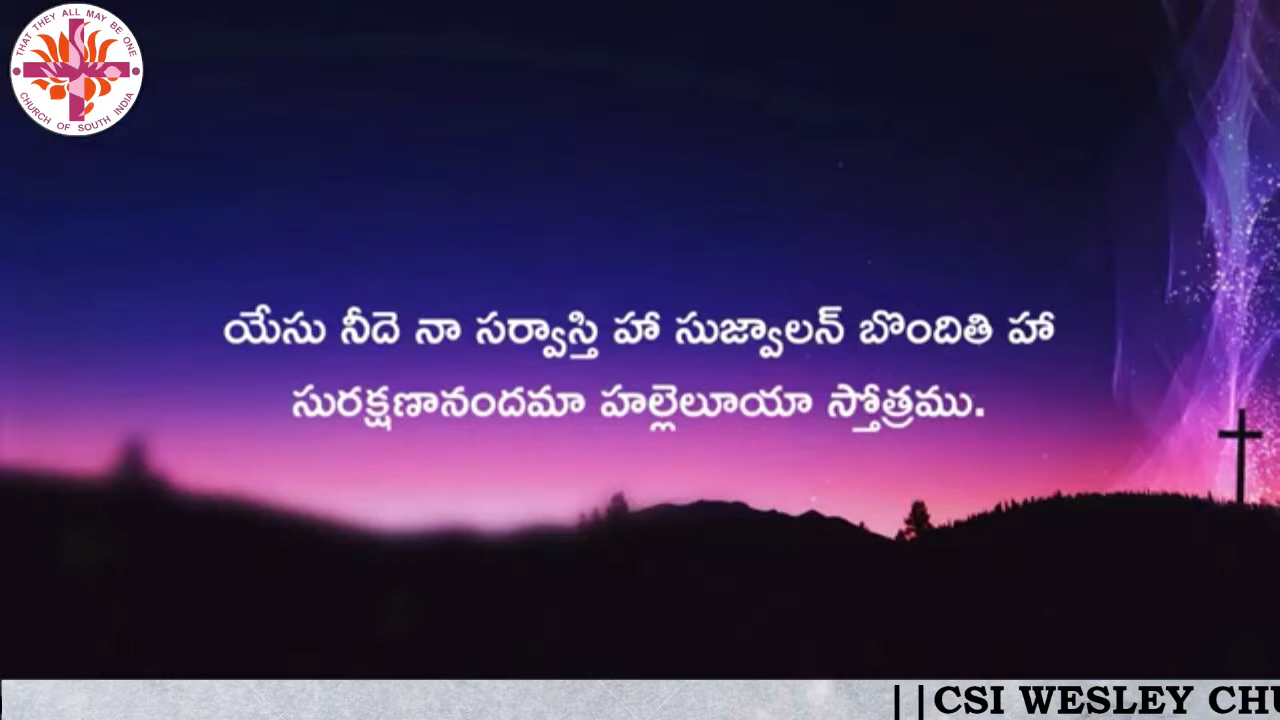 THAT THEY ALL MAY BE ONE
CHURCH OF SOUTH INDIA
యేసు నీదె నా సర్వాస్తి హా సుజ్వాలన్ బొందితి హా
సురక్షణానందమా హల్లెలూయా స్తోత్రము.
||CSI WESLEY CHU